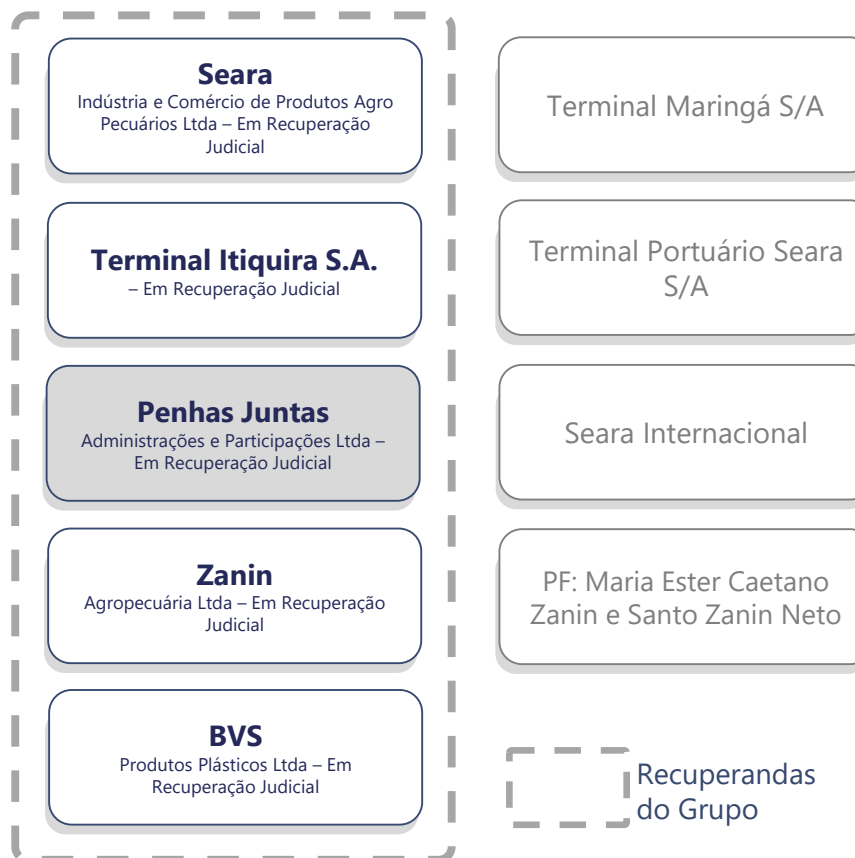 Seara
Indústria e Comércio de Produtos Agro
Pecuários Ltda – Em Recuperação
Judicial
Terminal Itiquira S.A.
– Em Recuperação Judicial
Penhas Juntas
Administrações e Participações Ltda –
Em Recuperação Judicial
Zanin
Agropecuária Ltda – Em Recuperação
Judicial
BVS
Produtos Plásticos Ltda – Em
Recuperação Judicial
Terminal Maringá S/A
Terminal Portuário Seara
S/A
Seara Internacional
PF: Maria Ester Caetano
Zanin e Santo Zanin Neto
Recuperandas
do Grupo